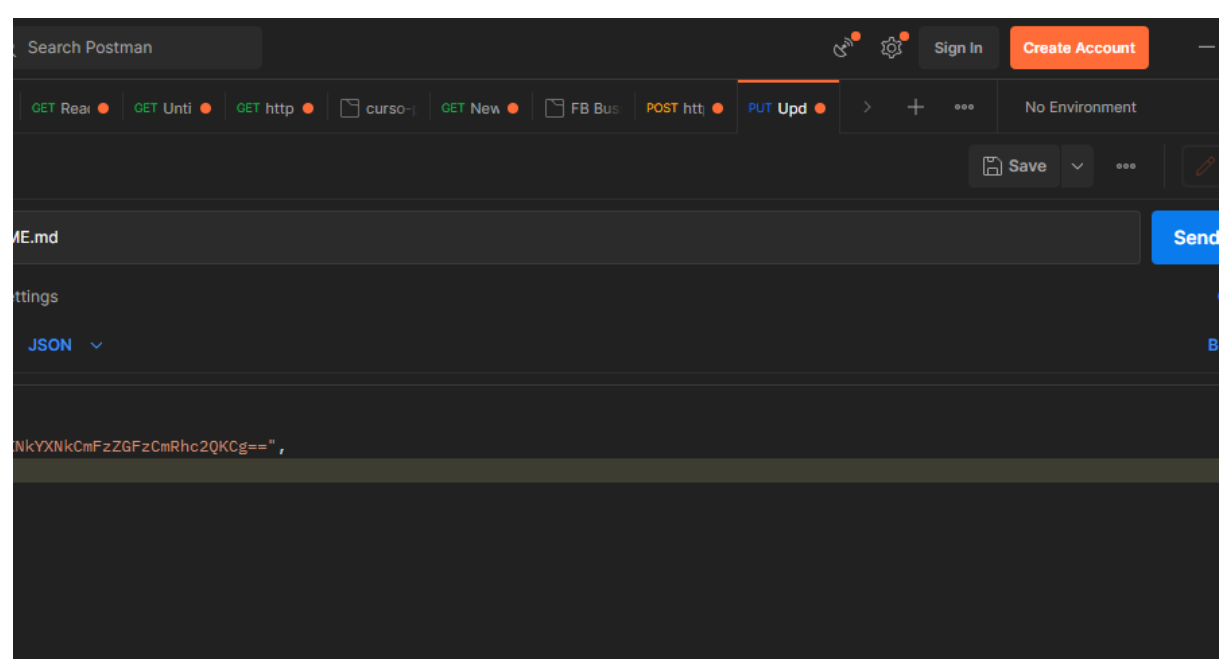 Search Postman Sign In Create Account
GET Rea GET Unti GET http curso-p GET New FB Bus POST htt PUT Upd No Environment
Save
ME.md Send
ttings
JSON B
NkYXNkCmFzZGFzCmRhc2QKCg==",